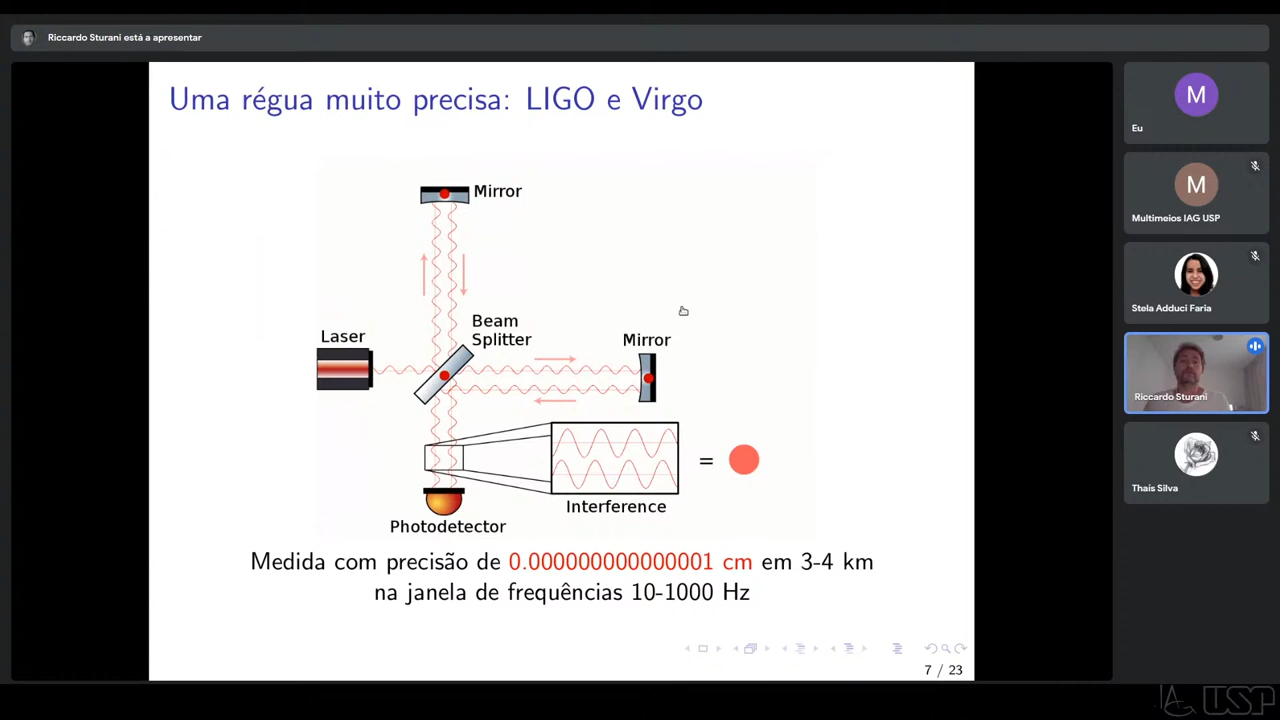 Riccardo Sturani está a apresentar
Uma régua muito precisa: LIGO e Virgo
Mirror
Beam
Splitter
Laser
Mirror
=
Interference
Photodetector
Medida com precisão de 0.000000000000001 cm em 3-4 km
na janela de frequências 10-1000 Hz
7 / 23
M
Eu
M
Multimeios IAG USP
Stela Adduci Faria
Riccardo Sturani
Thais Silva
USP